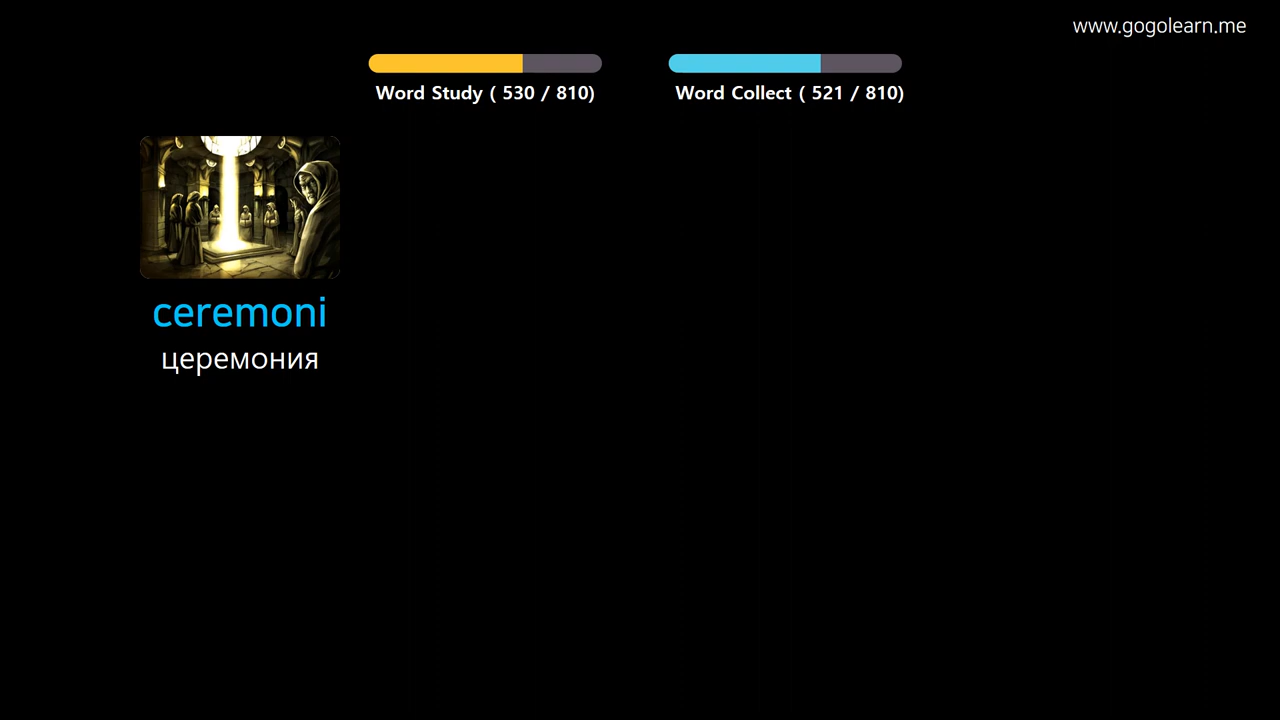 www.gogolearn.me
Word Study ( 530 / 810)
Word Collect ( 521 / 810)
ceremoni
церемония